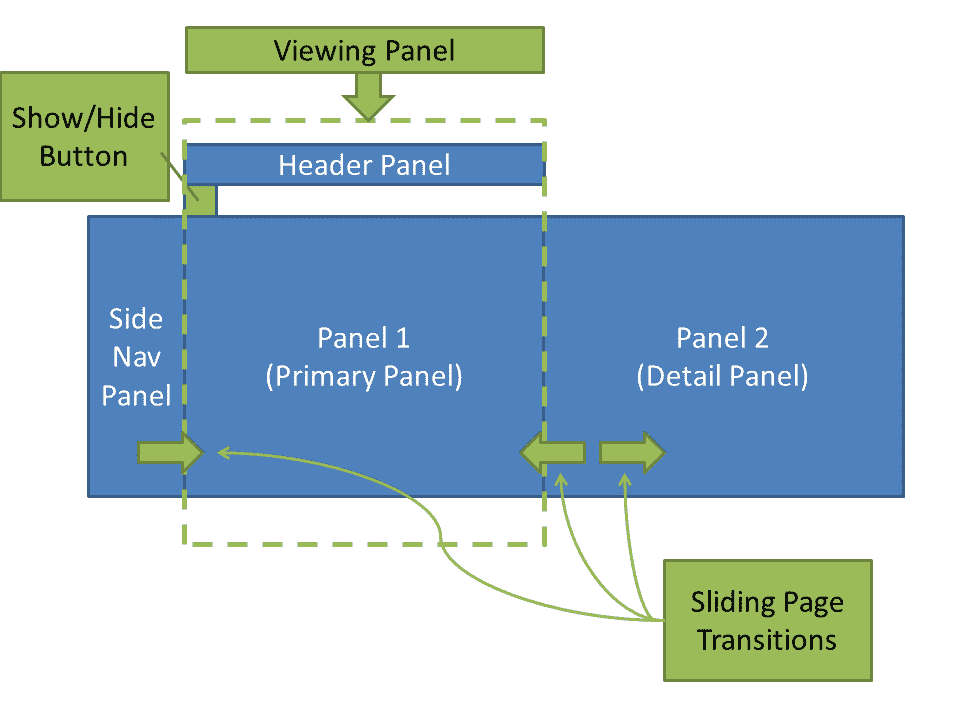 Viewing Panel
Show/Hide
Button
Header Panel
Side
Nav
Panel
Panel 1
(Primary Panel)
Panel 2
(Detail Panel)
Sliding Page
Transitions